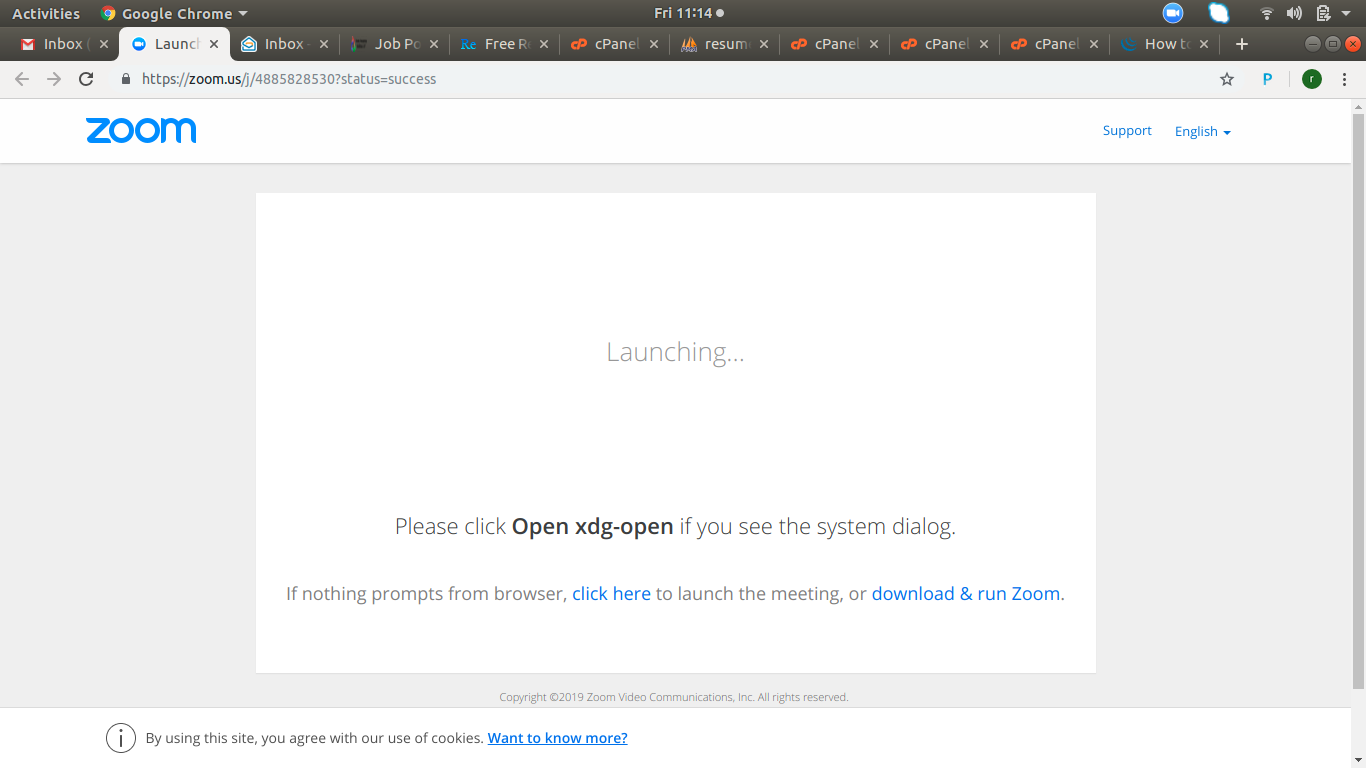 Activities Google Chrome Fri 11:14
Inbox ( Launch Inbox - Job Po Free Re cPanel resume cPanel cPanel cPanel How to
https://zoom.us/j/4885828530?status=success P r
zoom Support English
Launching...
Please click Open xdg-open if you see the system dialog.
If nothing prompts from browser, click here to launch the meeting, or download & run Zoom.
Copyright ©2019 Zoom Video Communications, Inc. All rights reserved.
By using this site, you agree with our use of cookies. Want to know more?